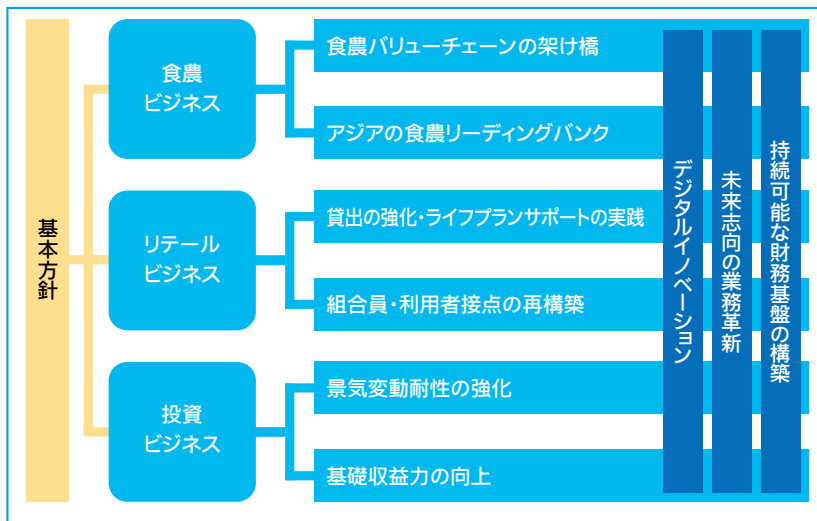 基本方針
食農
ビジネス
食農バリューチェーンの架け橋
アジアの食農リーディングバンク
リテール
ビジネス
貸出の強化・ライフプランサポートの実践
組合員・利用者接点の再構築
投資
ビジネス
景気変動耐性の強化
基礎収益力の向上
デジタルイノベーション
未来志向の業務革新
持続可能な財務基盤の構築